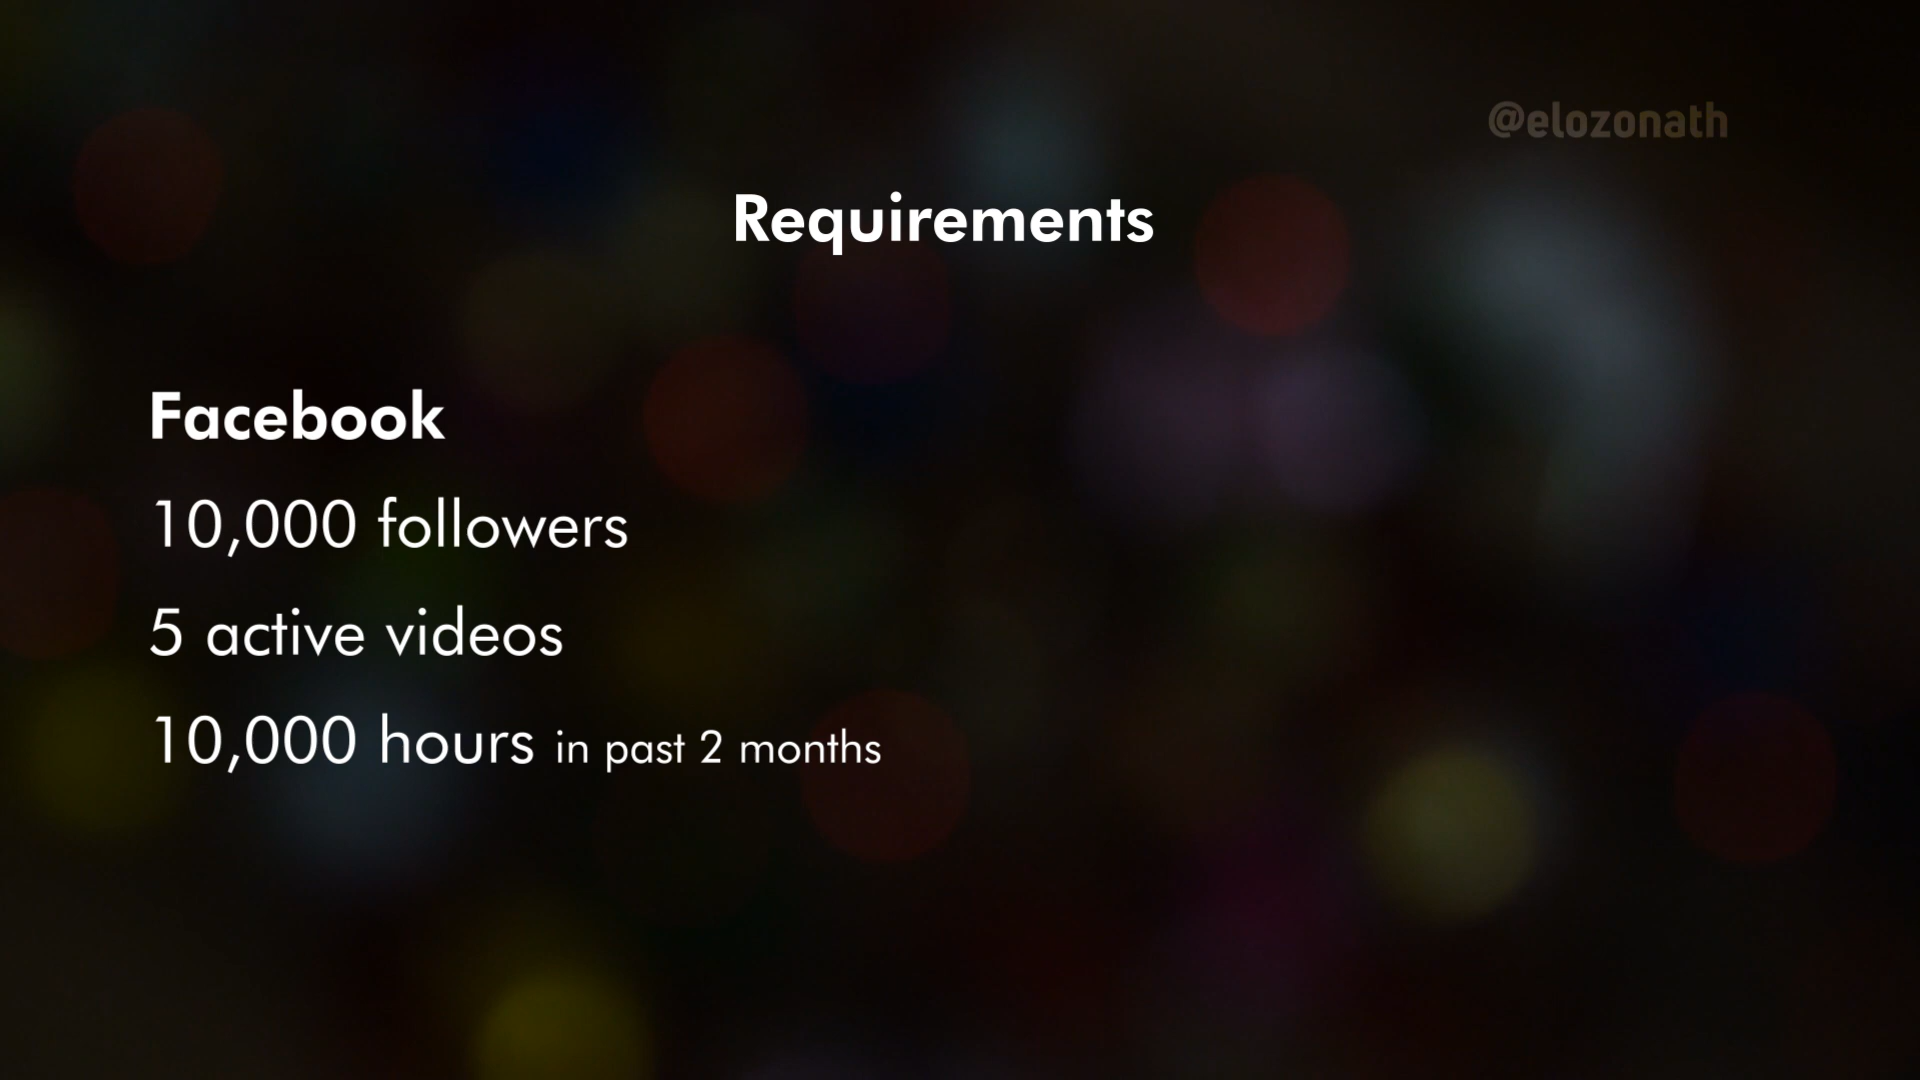 @elozonath
Requirements
Facebook
10,000 followers
5 active videos
10,000 hours in past 2 months